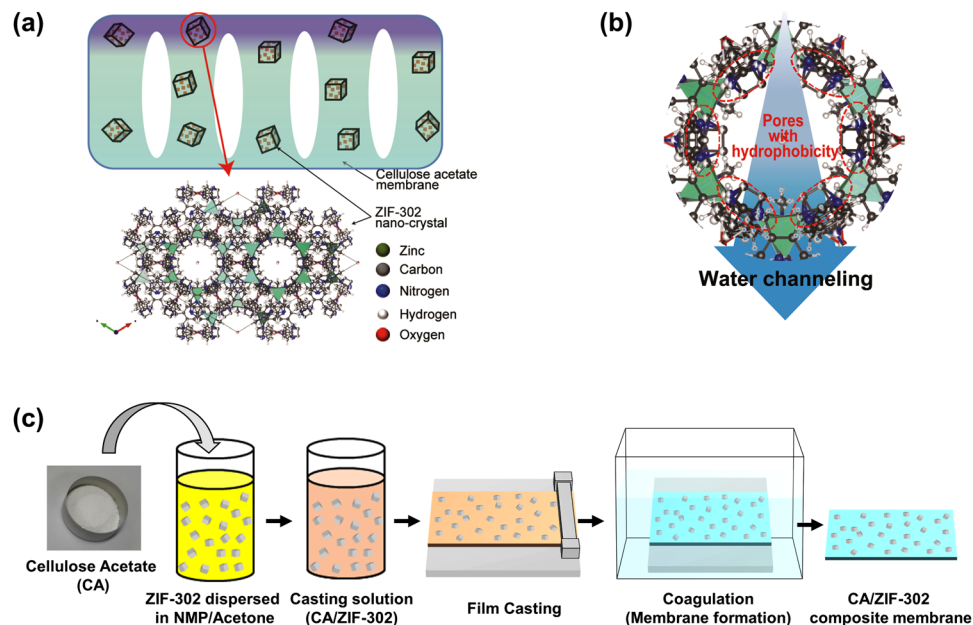 (a)
Cellulose acetate
membrane
ZIF-302
nano-crystal
Zinc
Carbon
Nitrogen
Hydrogen
Oxygen
(b)
Pores
with
hydrophobicity
Water channeling
(c)
Cellulose Acetate
(CA)
ZIF-302 dispersed
in NMP/Acetone
Casting solution
(CA/ZIF-302)
Film Casting
Coagulation
(Membrane formation)
CA/ZIF-302
composite membrane